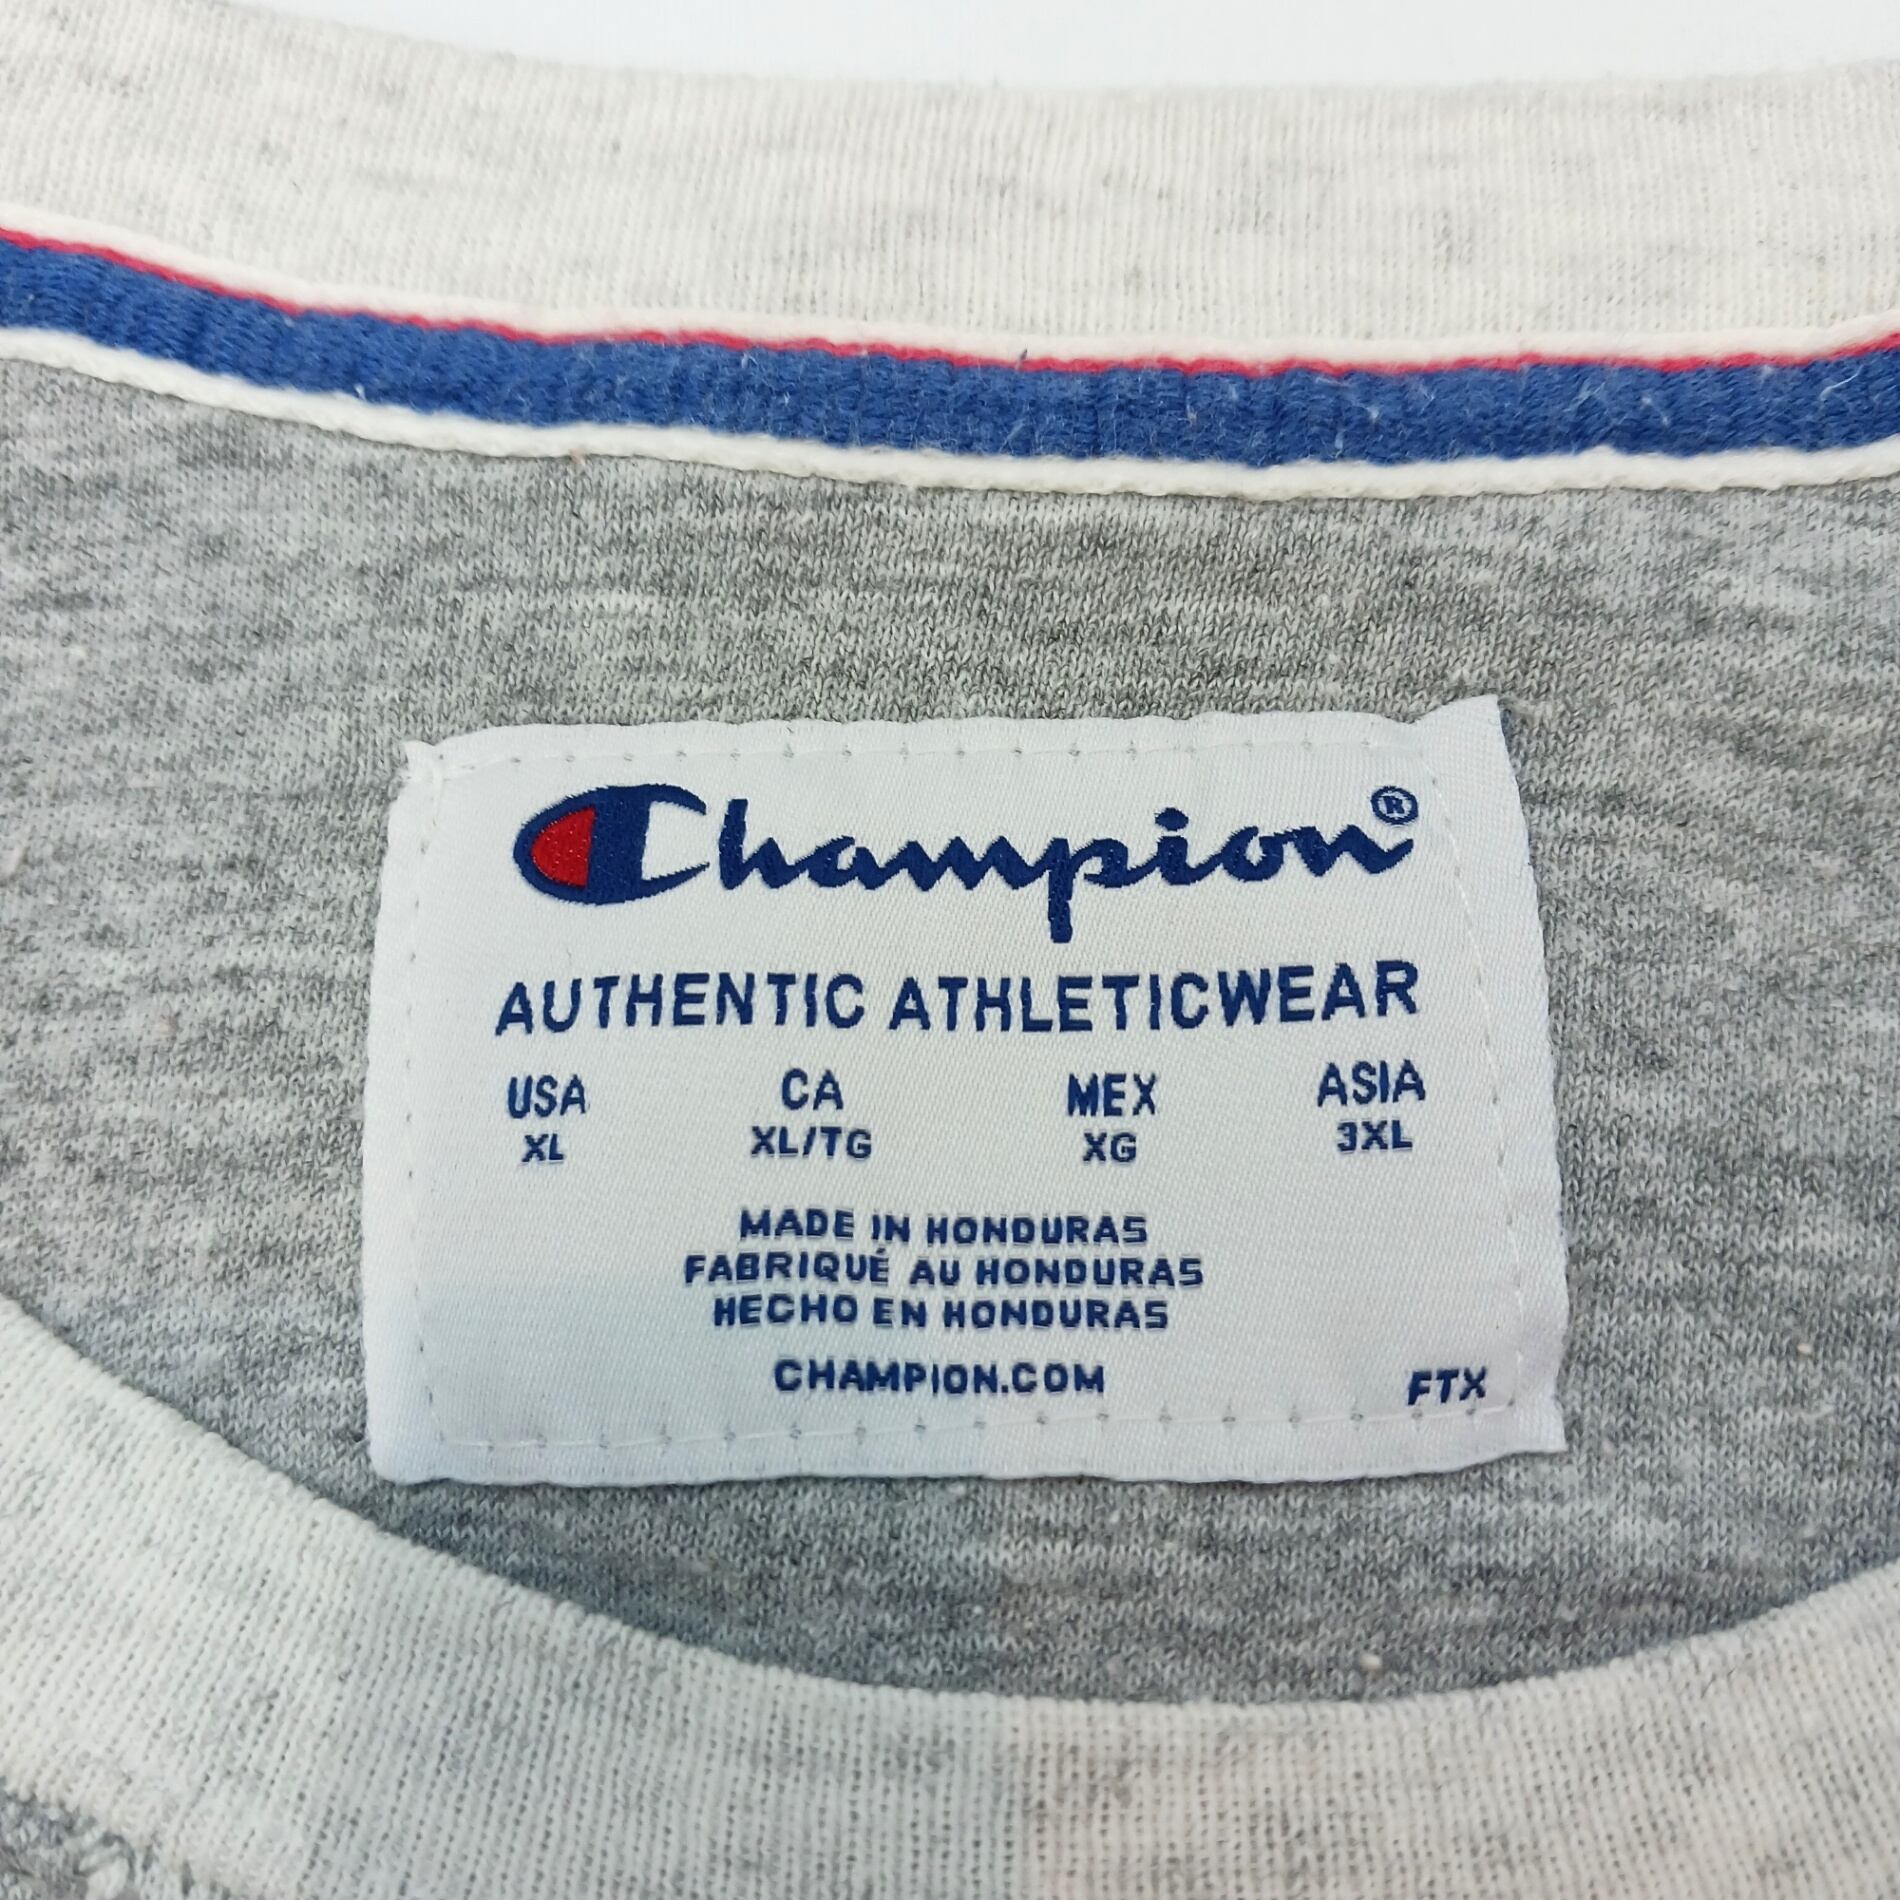 Champion®
AUTHENTIC ATHLETICWEAR
USA CA MEX ASIA
XL XL/TG XG 3XL
MADE IN HONDURAS
FABRIQUÉ AU HONDURAS
HECHO EN HONDURAS
CHAMPION.COM FTX